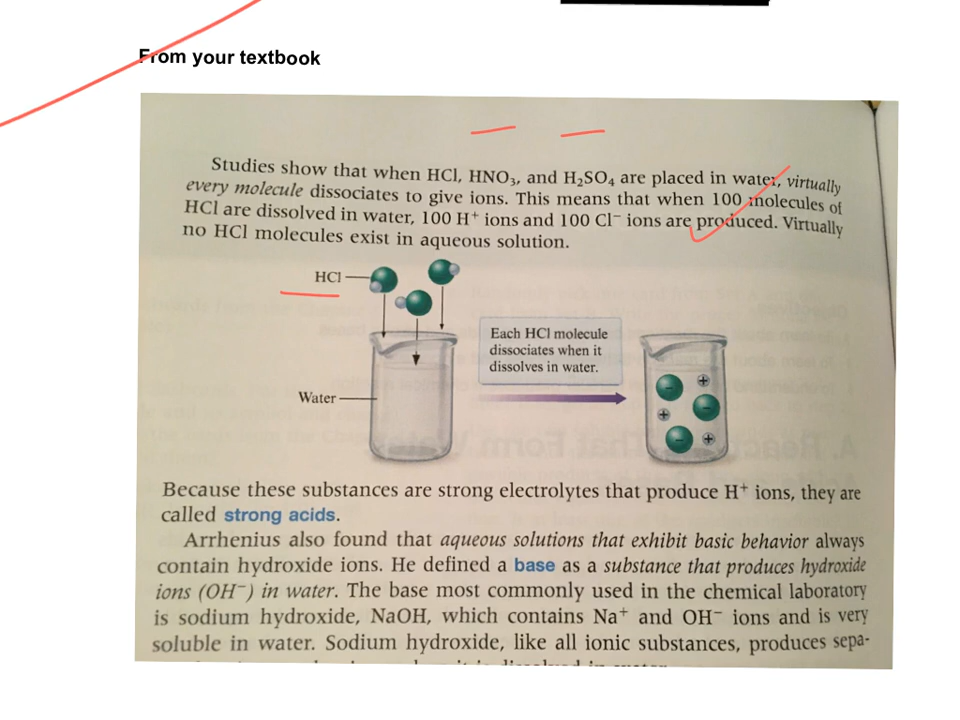 From your textbook
Studies show that when HCl, HNO₃, and H₂SO₄ are placed in water, virtually
every molecule dissociates to give ions. This means that when 100 molecules of
HCl are dissolved in water, 100 H⁺ ions and 100 Cl⁻ ions are produced. Virtually
no HCl molecules exist in aqueous solution.
HCl
Each HCl molecule
dissociates when it
dissolves in water.
Water
Because these substances are strong electrolytes that produce H⁺ ions, they are
called strong acids.
Arrhenius also found that aqueous solutions that exhibit basic behavior always
contain hydroxide ions. He defined a base as a substance that produces hydroxide
ions (OH⁻) in water. The base most commonly used in the chemical laboratory
is sodium hydroxide, NaOH, which contains Na⁺ and OH⁻ ions and is very
soluble in water. Sodium hydroxide, like all ionic substances, produces sepa-